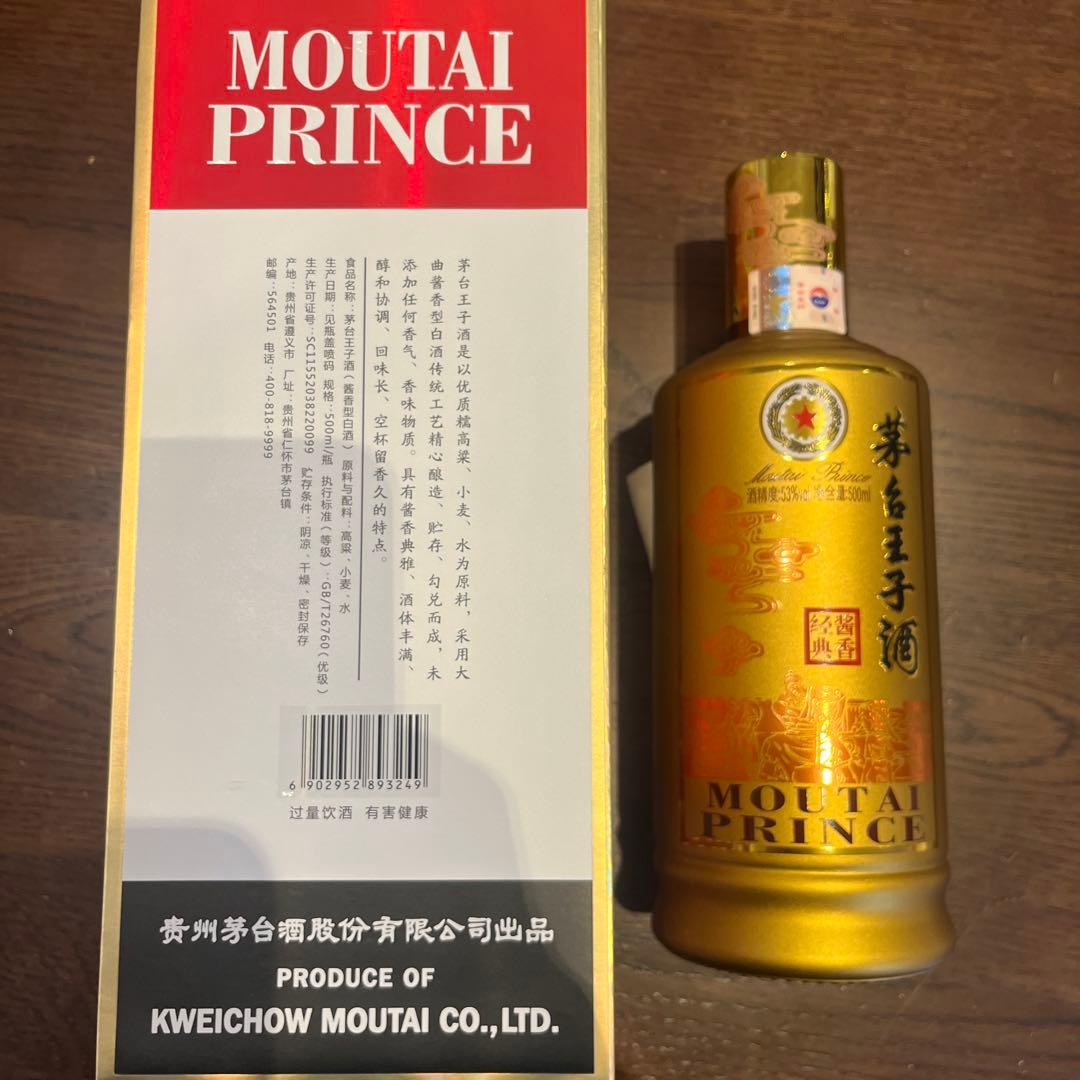 MOUTAI
PRINCE
茅台王子酒是以优质糯高粱、小麦、水为原料，采用大
曲酱香型白酒传统工艺精心酿造、贮存、勾兑而成，未
添加任何香气、香味物质。具有酱香典雅、酒体丰满、
醇和协调、回味长、空杯留香久的特点。
食品名称：茅台王子酒（酱香型白酒） 原料与配料：高粱、小麦、水
生产日期：见瓶盖喷码 规格：500ml/瓶 执行标准（等级）：GB/T26760（优级）
生产许可证号：SC11552038220099 贮存条件：阴凉、干燥、密封保存
产地：贵州省遵义市 厂址：贵州省仁怀市茅台镇
邮编：564501 电话：400-818-9999
6 902952 893249
过量饮酒 有害健康
贵州茅台酒股份有限公司出品
PRODUCE OF
KWEICHOW MOUTAI CO.,LTD.
Moutai Prince
酒精度:53%vol 净含量:500ml
茅台王子酒
酱香
经典
MOUTAI
PRINCE